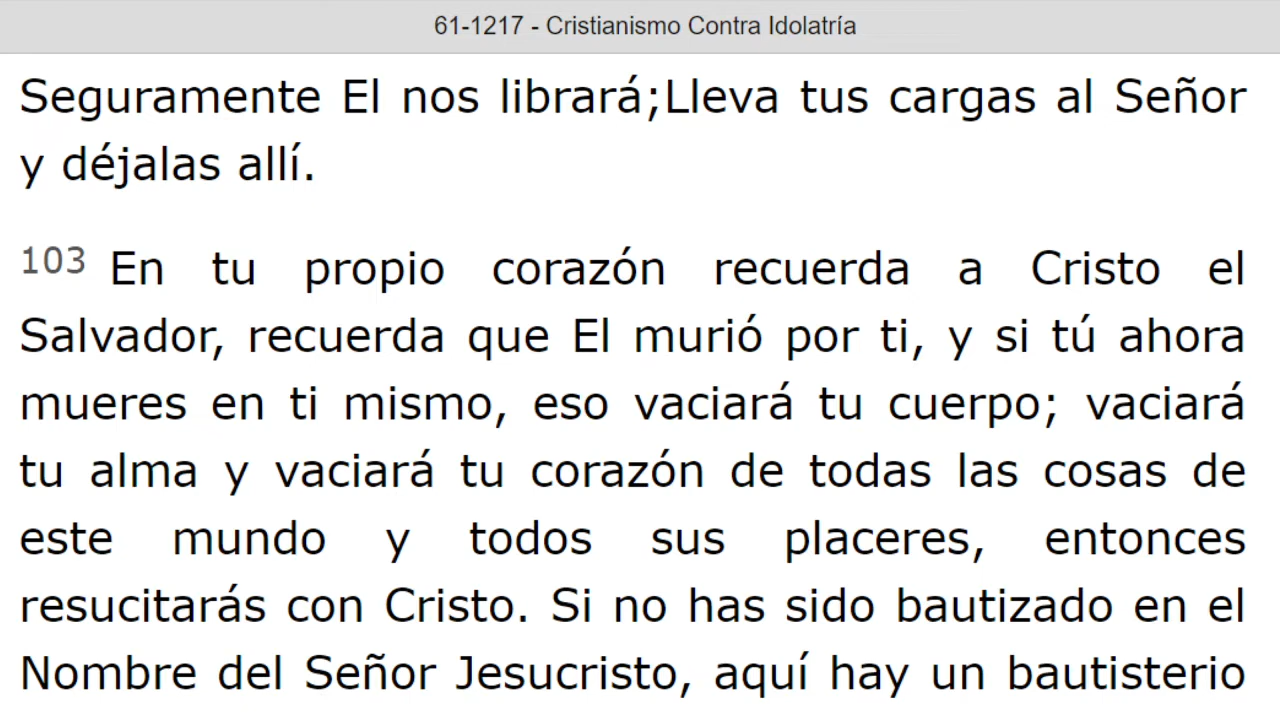 61-1217 - Cristianismo Contra Idolatría
Seguramente El nos librará;Lleva tus cargas al Señor
y déjalas allí.
103 En tu propio corazón recuerda a Cristo el
Salvador, recuerda que El murió por ti, y si tú ahora
mueres en ti mismo, eso vaciará tu cuerpo; vaciará
tu alma y vaciará tu corazón de todas las cosas de
este mundo y todos sus placeres, entonces
resucitarás con Cristo. Si no has sido bautizado en el
Nombre del Señor Jesucristo, aquí hay un bautisterio